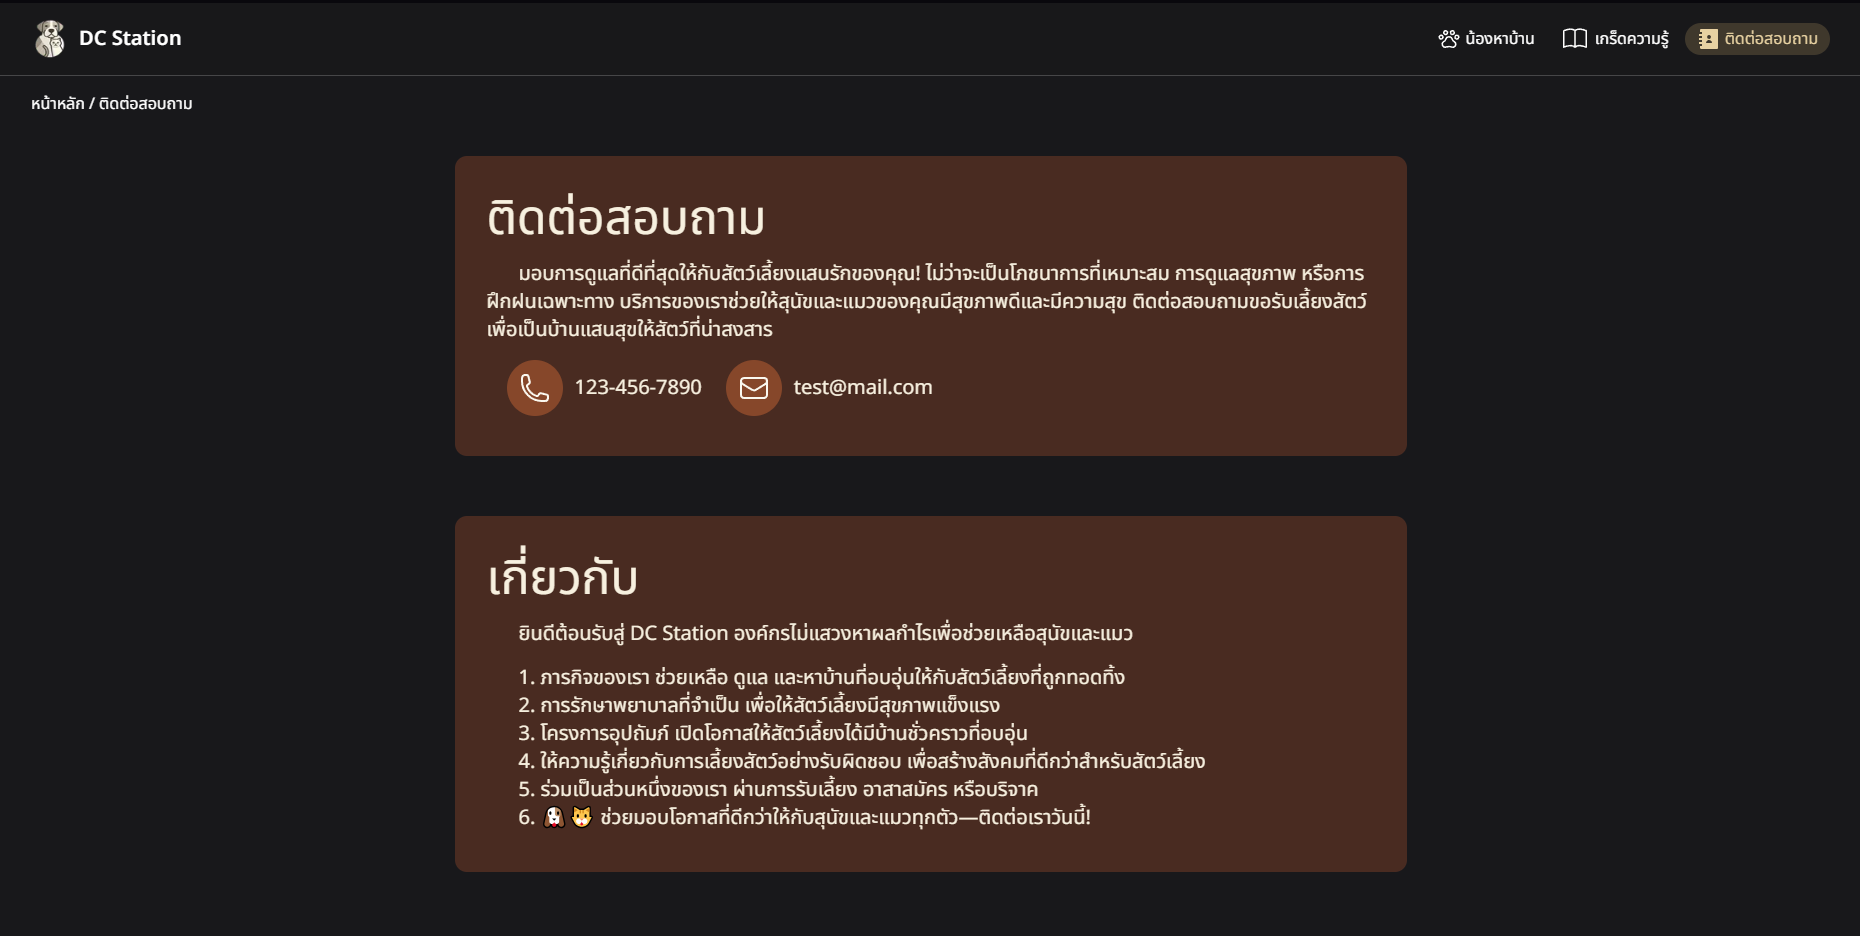 DC Station
น้องหาบ้าน
เกร็ดความรู้
ติดต่อสอบถาม
หน้าหลัก / ติดต่อสอบถาม
ติดต่อสอบถาม
มอบการดูแลที่ดีที่สุดให้กับสัตว์เลี้ยงแสนรักของคุณ! ไม่ว่าจะเป็นโภชนาการที่เหมาะสม การดูแลสุขภาพ หรือการ
ฝึกฝนเฉพาะทาง บริการของเราช่วยให้สุนัขและแมวของคุณมีสุขภาพดีและมีความสุข ติดต่อสอบถามขอรับเลี้ยงสัตว์
เพื่อเป็นบ้านแสนสุขให้สัตว์ที่น่าสงสาร
123-456-7890
test@mail.com
เกี่ยวกับ
ยินดีต้อนรับสู่ DC Station องค์กรไม่แสวงหาผลกำไรเพื่อช่วยเหลือสุนัขและแมว
1. ภารกิจของเรา ช่วยเหลือ ดูแล และหาบ้านที่อบอุ่นให้กับสัตว์เลี้ยงที่ถูกทอดทิ้ง
2. การรักษาพยาบาลที่จำเป็น เพื่อให้สัตว์เลี้ยงมีสุขภาพแข็งแรง
3. โครงการอุปถัมภ์ เปิดโอกาสให้สัตว์เลี้ยงได้มีบ้านชั่วคราวที่อบอุ่น
4. ให้ความรู้เกี่ยวกับการเลี้ยงสัตว์อย่างรับผิดชอบ เพื่อสร้างสังคมที่ดีกว่าสำหรับสัตว์เลี้ยง
5. ร่วมเป็นส่วนหนึ่งของเรา ผ่านการรับเลี้ยง อาสาสมัคร หรือบริจาค
6. 🐶🐱 ช่วยมอบโอกาสที่ดีกว่าให้กับสุนัขและแมวทุกตัว—ติดต่อเราวันนี้!